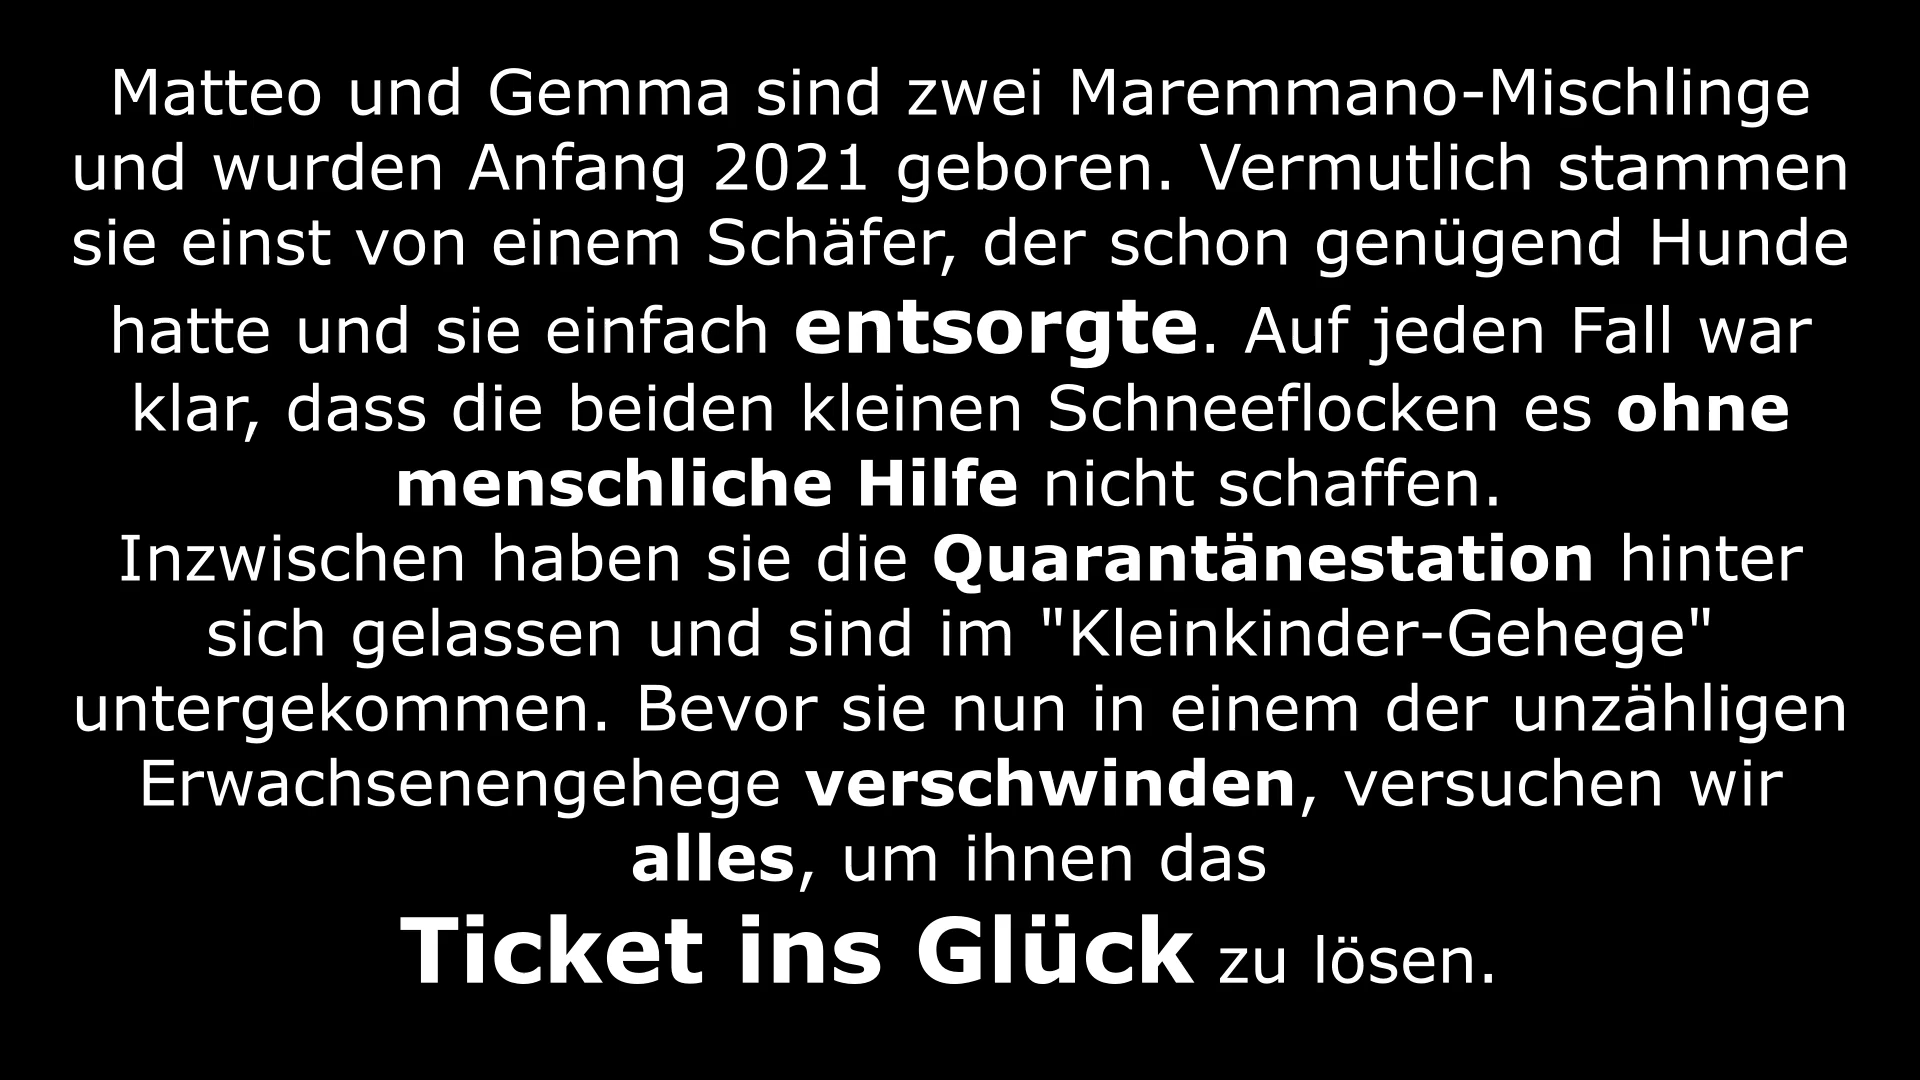 Matteo und Gemma sind zwei Maremmano-Mischlinge
und wurden Anfang 2021 geboren. Vermutlich stammen
sie einst von einem Schäfer, der schon genügend Hunde
hatte und sie einfach entsorgte. Auf jeden Fall war
klar, dass die beiden kleinen Schneeflocken es ohne
menschliche Hilfe nicht schaffen.
Inzwischen haben sie die Quarantänestation hinter
sich gelassen und sind im "Kleinkinder-Gehege"
untergekommen. Bevor sie nun in einem der unzähligen
Erwachsenengehege verschwinden, versuchen wir
alles, um ihnen das
Ticket ins Glück zu lösen.